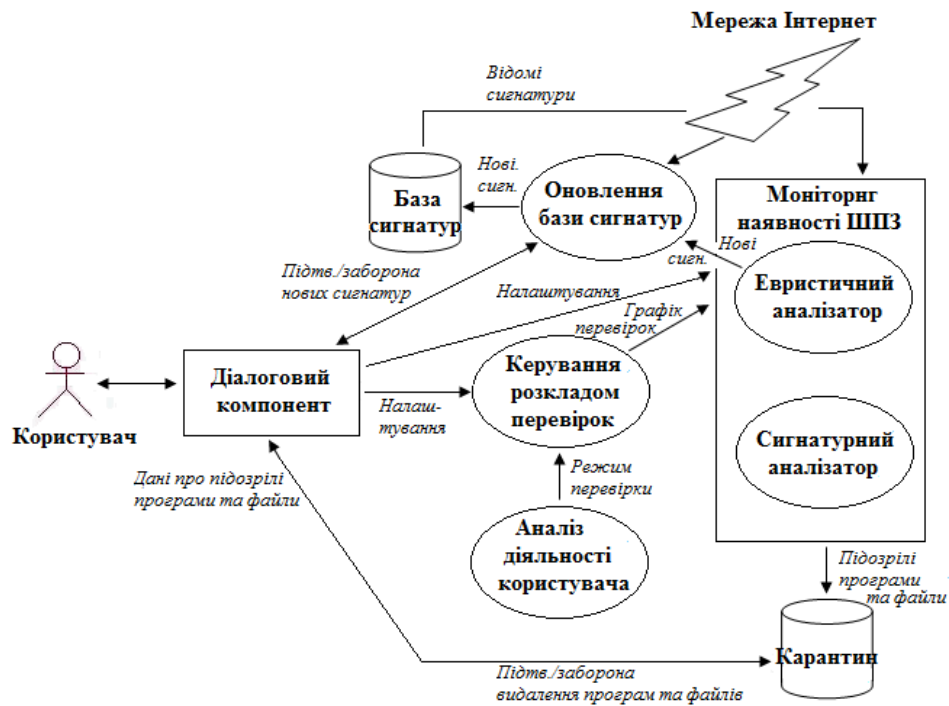 Мережа Інтернет
Відомі
сигнатури
База
сигнатур
Нові.
сигн.
Оновлення
бази сигнатур
Моніторнг
наявності ШПЗ
Нові
сигн.
Евристичний
аналізатор
Підтв./заборона
нових сигнатур
Налаштування
Графік
перевірок
Користувач
Діалоговий
компонент
Налаш-
тування
Керування
розкладом
перевірок
Сигнатурний
аналізатор
Дані про підозрілі
програми та файли
Режим
перевірки
Аналіз
діяльності
користувача
Підозрілі
програми
та файли
Карантин
Підтв./заборона
видалення програм та файлів